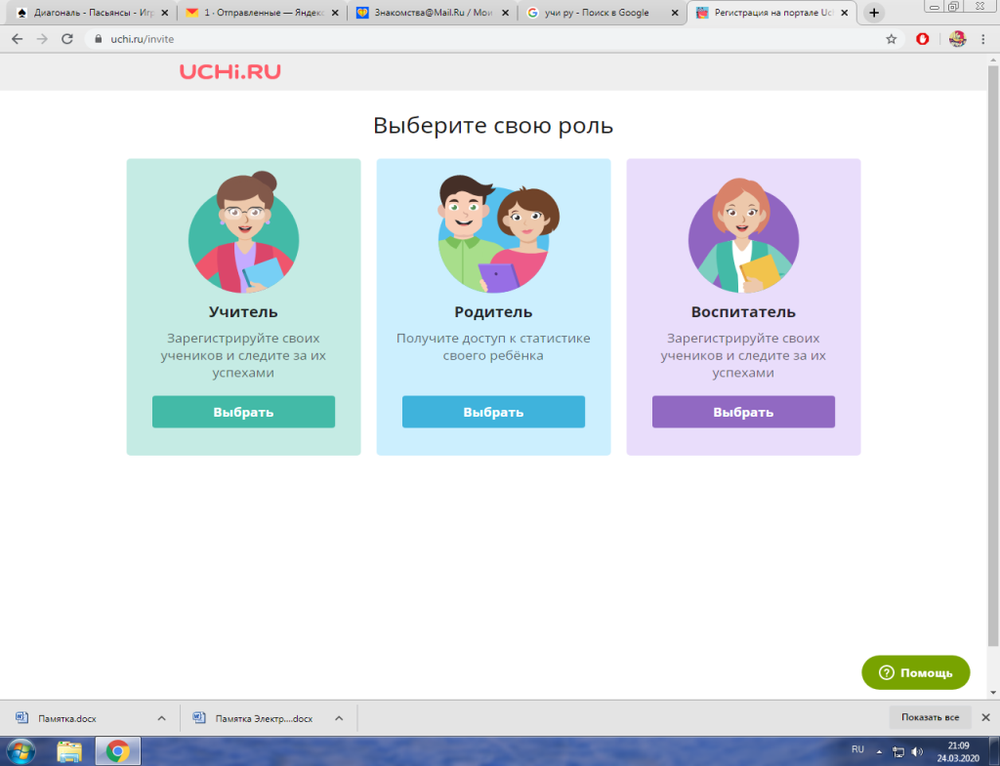 Диагональ - Пасьянсы - Игр
1 · Отправленные — Яндекс
Знакомства@Mail.Ru / Мои
учи ру - Поиск в Google
Регистрация на портале Uch
uchi.ru/invite
UCHi.RU
Выберите свою роль
Учитель
Зарегистрируйте своих
учеников и следите за их
успехами
Выбрать
Родитель
Получите доступ к статистике
своего ребёнка
Выбрать
Воспитатель
Зарегистрируйте своих
учеников и следите за их
успехами
Выбрать
Помощь
Памятка.docx
Памятка Электр....docx
Показать все
RU
21:09
24.03.2020